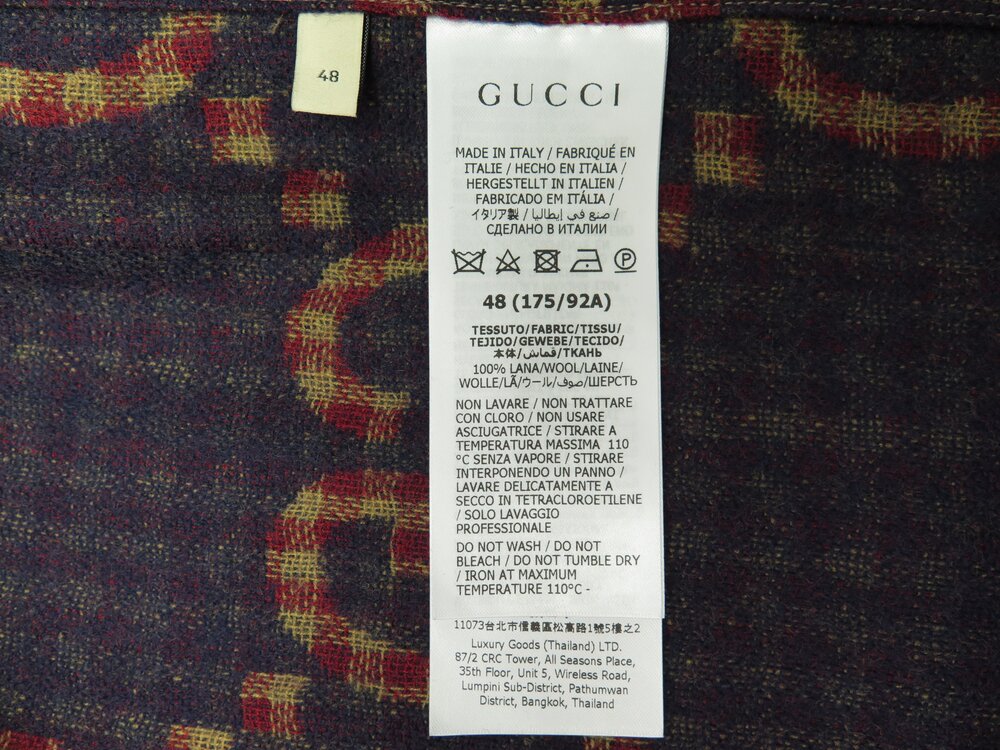 48
GUCCI
MADE IN ITALY / FABRIQUÉ EN
ITALIE / HECHO EN ITALIA /
HERGESTELLT IN ITALIEN /
FABRICADO EM ITÁLIA /
イタリア製 / صنع في إيطاليا /
СДЕЛАНО В ИТАЛИИ
P
48 (175/92A)
TESSUTO/FABRIC/TISSU/
TEJIDO/GEWEBE/TECIDO/
本体/قماش/ТКАНЬ
100% LANA/WOOL/LAINE/
WOLLE/LÃ/ウール/صوف/ШЕРСТЬ
NON LAVARE / NON TRATTARE
CON CLORO / NON USARE
ASCIUGATRICE / STIRARE A
TEMPERATURA MASSIMA 110
°C SENZA VAPORE / STIRARE
INTERPONENDO UN PANNO /
LAVARE DELICATAMENTE A
SECCO IN TETRACLOROETILENE
/ SOLO LAVAGGIO
PROFESSIONALE
DO NOT WASH / DO NOT
BLEACH / DO NOT TUMBLE DRY
/ IRON AT MAXIMUM
TEMPERATURE 110°C -
11073台北市信義區松高路1號5樓之2
Luxury Goods (Thailand) LTD.
87/2 CRC Tower, All Seasons Place,
35th Floor, Unit 5, Wireless Road,
Lumpini Sub-District, Pathumwan
District, Bangkok, Thailand